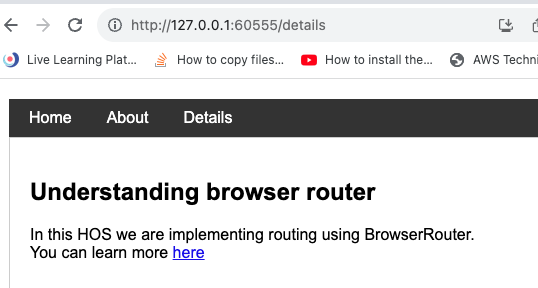 http://127.0.0.1:60555/details
Live Learning Plat... How to copy files... How to install the... AWS Techni
Home About Details
Understanding browser router
In this HOS we are implementing routing using BrowserRouter.
You can learn more here